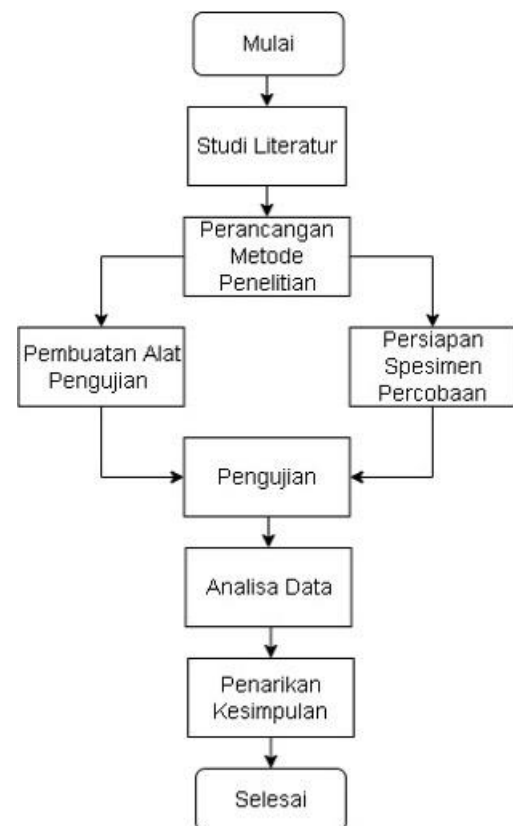 Mulai
Studi Literatur
Perancangan
Metode
Penelitian
Pembuatan Alat
Pengujian
Persiapan
Spesimen
Percobaan
Pengujian
Analisa Data
Penarikan
Kesimpulan
Selesai